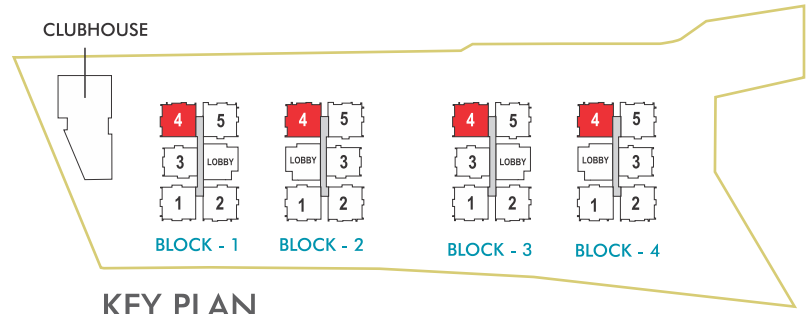 CLUBHOUSE
4 5 4 5 4 5 4 5
3 LOBBY LOBBY 3 3 LOBBY LOBBY 3
1 2 1 2 1 2 1 2
BLOCK - 1 BLOCK - 2 BLOCK - 3 BLOCK - 4
KEY PLAN